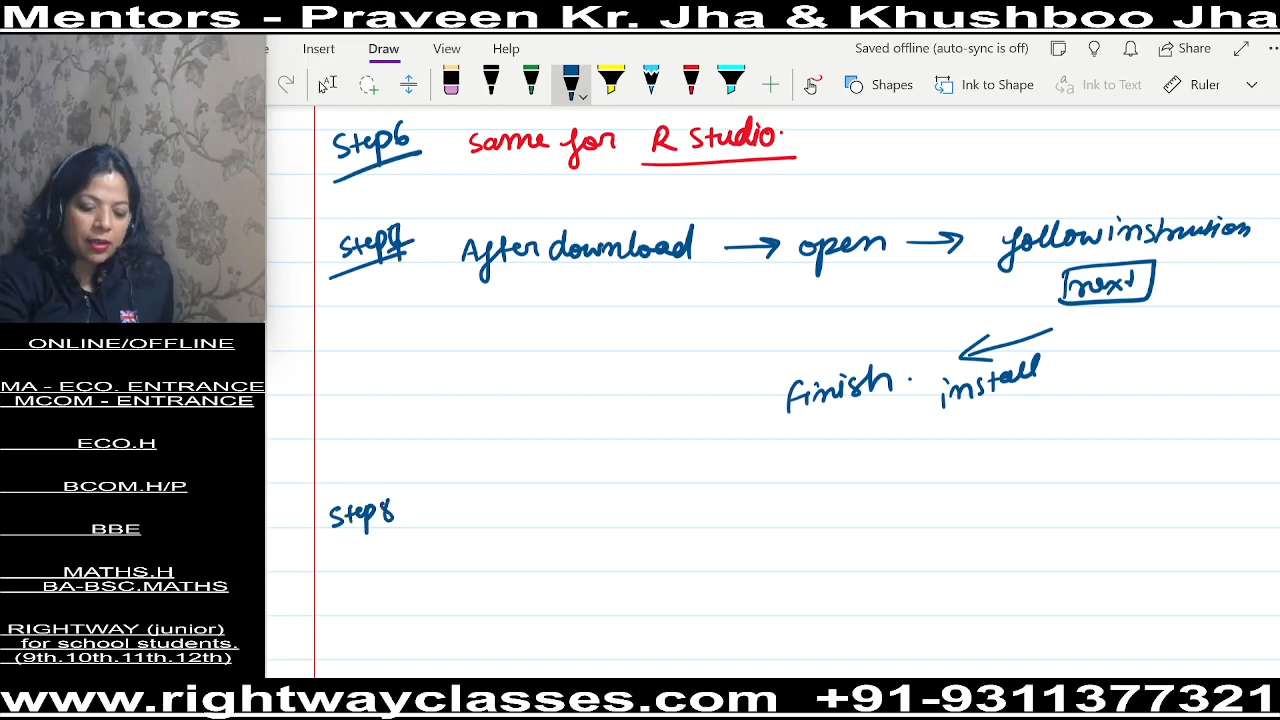 Mentors - Praveen Kr. Jha & Khushboo Jha
Insert Draw View Help Saved offline (auto-sync is off) Share
Shapes Ink to Shape Ink to Text Ruler
Step6 Same for R Studio.
Step7 After download → open → follow instruction
next
Finish. install
Step8
ONLINE/OFFLINE
MA - ECO. ENTRANCE
MCOM - ENTRANCE
ECO.H
BCOM.H/P
BBE
MATHS.H
BA-BSC.MATHS
RIGHTWAY (junior)
for school students.
(9th.10th.11th.12th)
www.rightwayclasses.com +91-9311377321